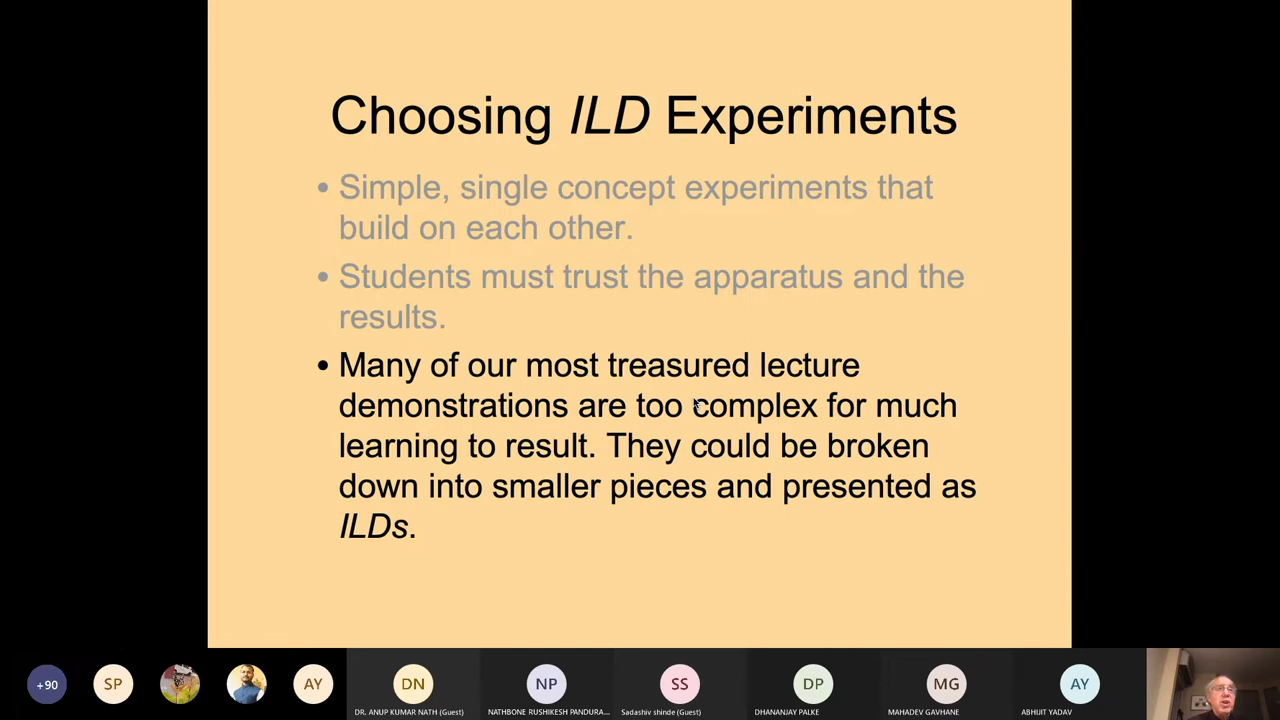 Choosing ILD Experiments
• Simple, single concept experiments that
build on each other.
• Students must trust the apparatus and the
results.
• Many of our most treasured lecture
demonstrations are too complex for much
learning to result. They could be broken
down into smaller pieces and presented as
ILDs.
+90
SP
AY
DN
NP
SS
DP
MG
AY
DR. ANUP KUMAR NATH (Guest)
NATHBONE RUSHIKESH PANDURA...
Sadashiv shinde (Guest)
DHANANJAY PALKE
MAHADEV GAVHANE
ABHIJIT YADAV